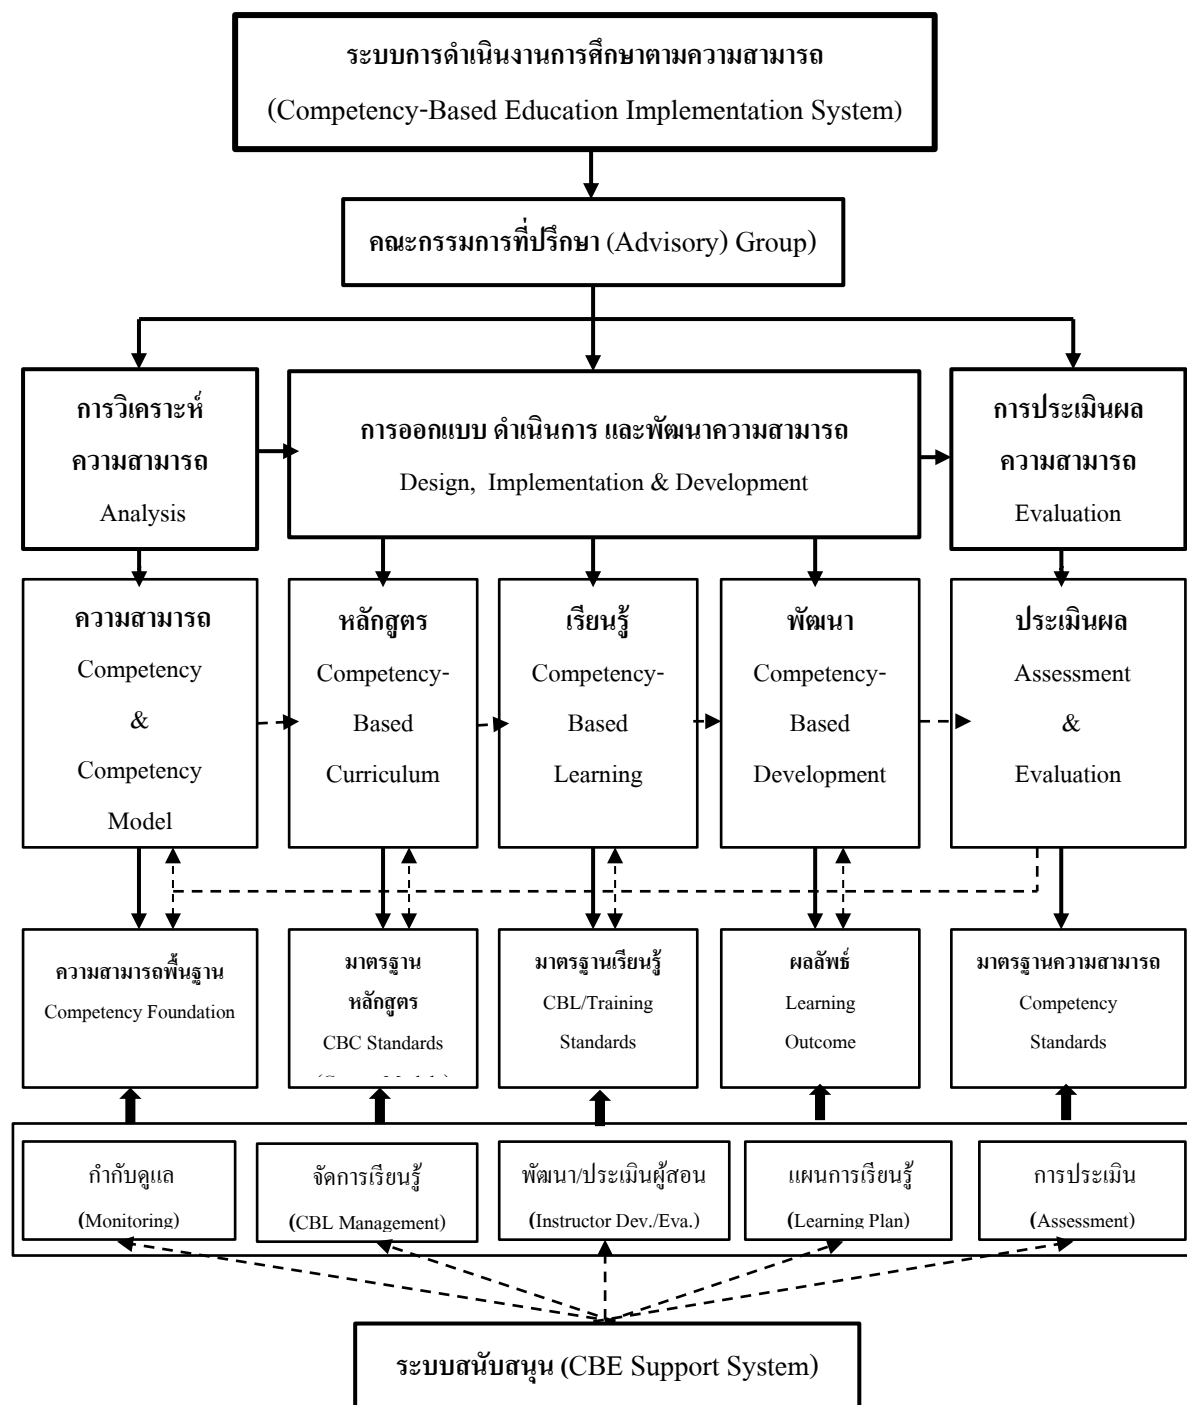 ระบบการดำเนินงานการศึกษาตามความสามารถ
(Competency-Based Education Implementation System)
คณะกรรมการที่ปรึกษา (Advisory) Group)
การวิเคราะห์
ความสามารถ
Analysis
การออกแบบ ดำเนินการ และพัฒนาความสามารถ
Design, Implementation & Development
การประเมินผล
ความสามารถ
Evaluation
ความสามารถ
Competency
&
Competency
Model
หลักสูตร
Competency-
Based
Curriculum
เรียนรู้
Competency-
Based
Learning
พัฒนา
Competency-
Based
Development
ประเมินผล
Assessment
&
Evaluation
ความสามารถพื้นฐาน
Competency Foundation
มาตรฐาน
หลักสูตร
CBC Standards
มาตรฐานเรียนรู้
CBL/Training
Standards
ผลลัพธ์
Learning
Outcome
มาตรฐานความสามารถ
Competency
Standards
กำกับดูแล
(Monitoring)
จัดการเรียนรู้
(CBL Management)
พัฒนา/ประเมินผู้สอน
(Instructor Dev./Eva.)
แผนการเรียนรู้
(Learning Plan)
การประเมิน
(Assessment)
ระบบสนับสนุน (CBE Support System)